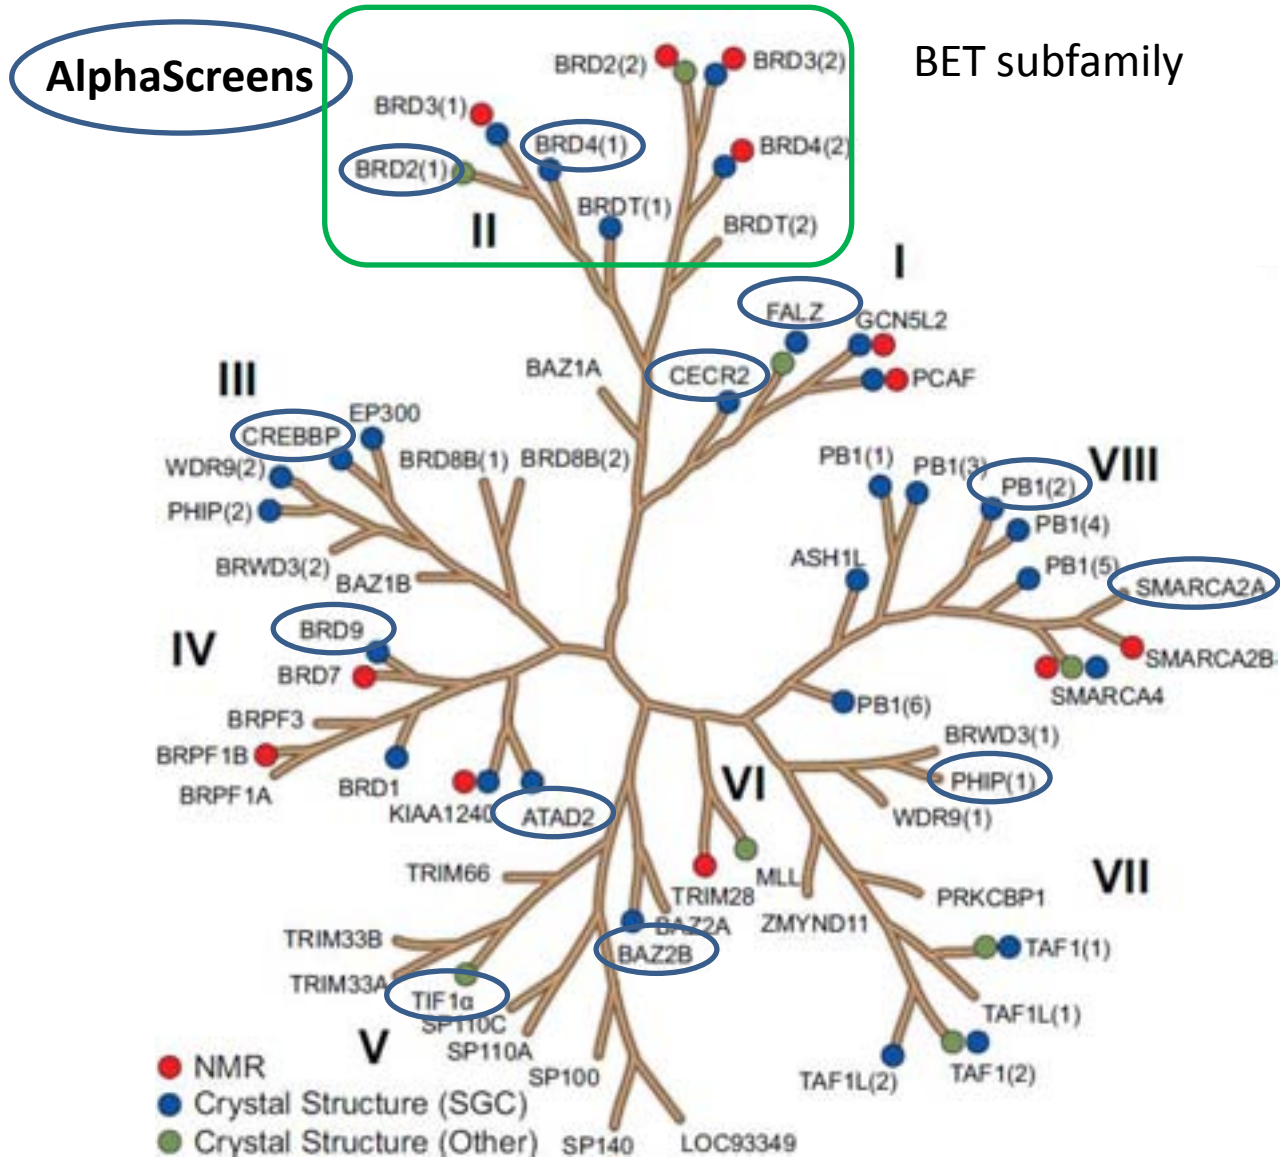 AlphaScreens
BET subfamily
BRD2(2)
BRD3(2)
BRD3(1)
BRD4(1)
BRD4(2)
BRD2(1)
BRDT(1)
BRDT(2)
II
I
FALZ
GCN5L2
BAZ1A
CECR2
PCAF
III
EP300
CREBBP
WDR9(2)
BRD8B(1)
BRD8B(2)
PHIP(2)
BRWD3(2)
BAZ1B
PB1(1)
PB1(3)
PB1(2)
VIII
PB1(4)
ASH1L
PB1(5)
SMARCA2A
SMARCA2B
SMARCA4
PB1(6)
BRD9
IV
BRD7
BRPF3
BRPF1B
BRPF1A
BRD1
KIAA1240
ATAD2
BRWD3(1)
PHIP(1)
WDR9(1)
VI
MLL
TRIM28
ZMYND11
VII
PRKCBP1
TAF1(1)
TAF1L(1)
TAF1(2)
TAF1L(2)
TRIM66
BAZ2A
BAZ2B
TRIM33B
TRIM33A
TIF1α
SP110C
SP110A
SP100
V
SP140
LOC93349
NMR
Crystal Structure (SGC)
Crystal Structure (Other)